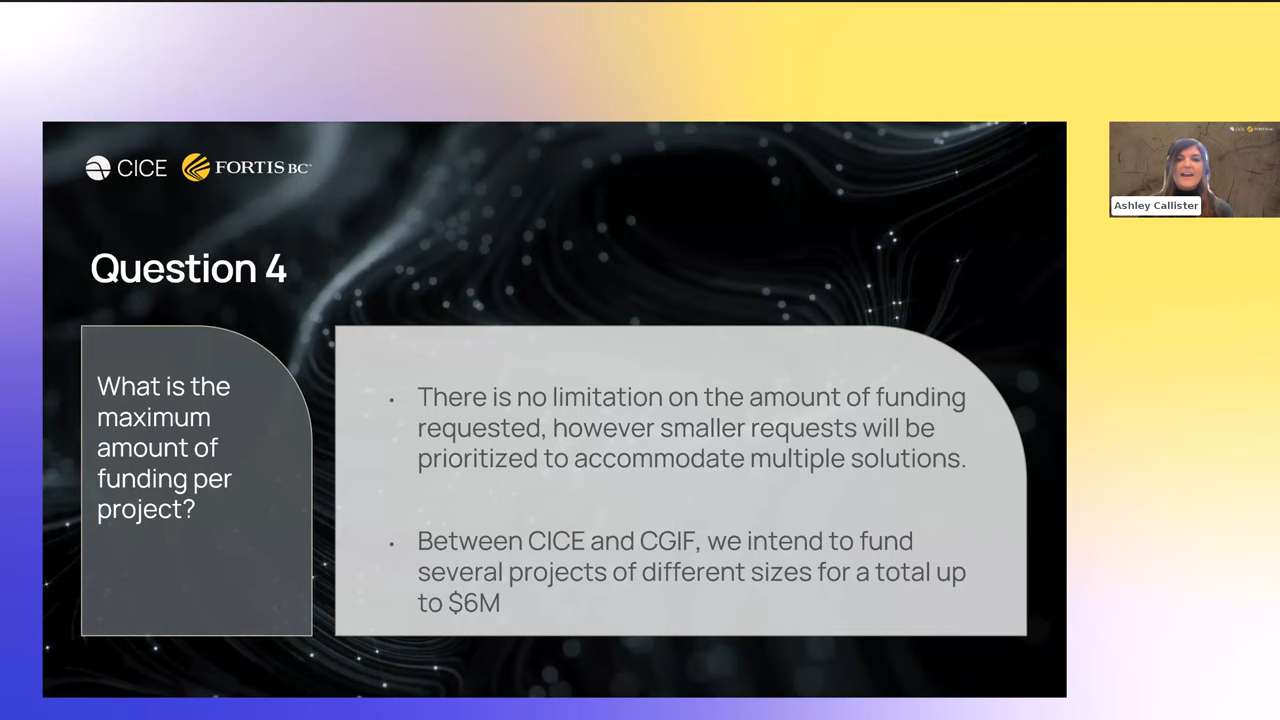 CICE FORTIS BC
Question 4
What is the
maximum
amount of
funding per
project?
• There is no limitation on the amount of funding
requested, however smaller requests will be
prioritized to accommodate multiple solutions.
• Between CICE and CGIF, we intend to fund
several projects of different sizes for a total up
to $6M
Ashley Callister